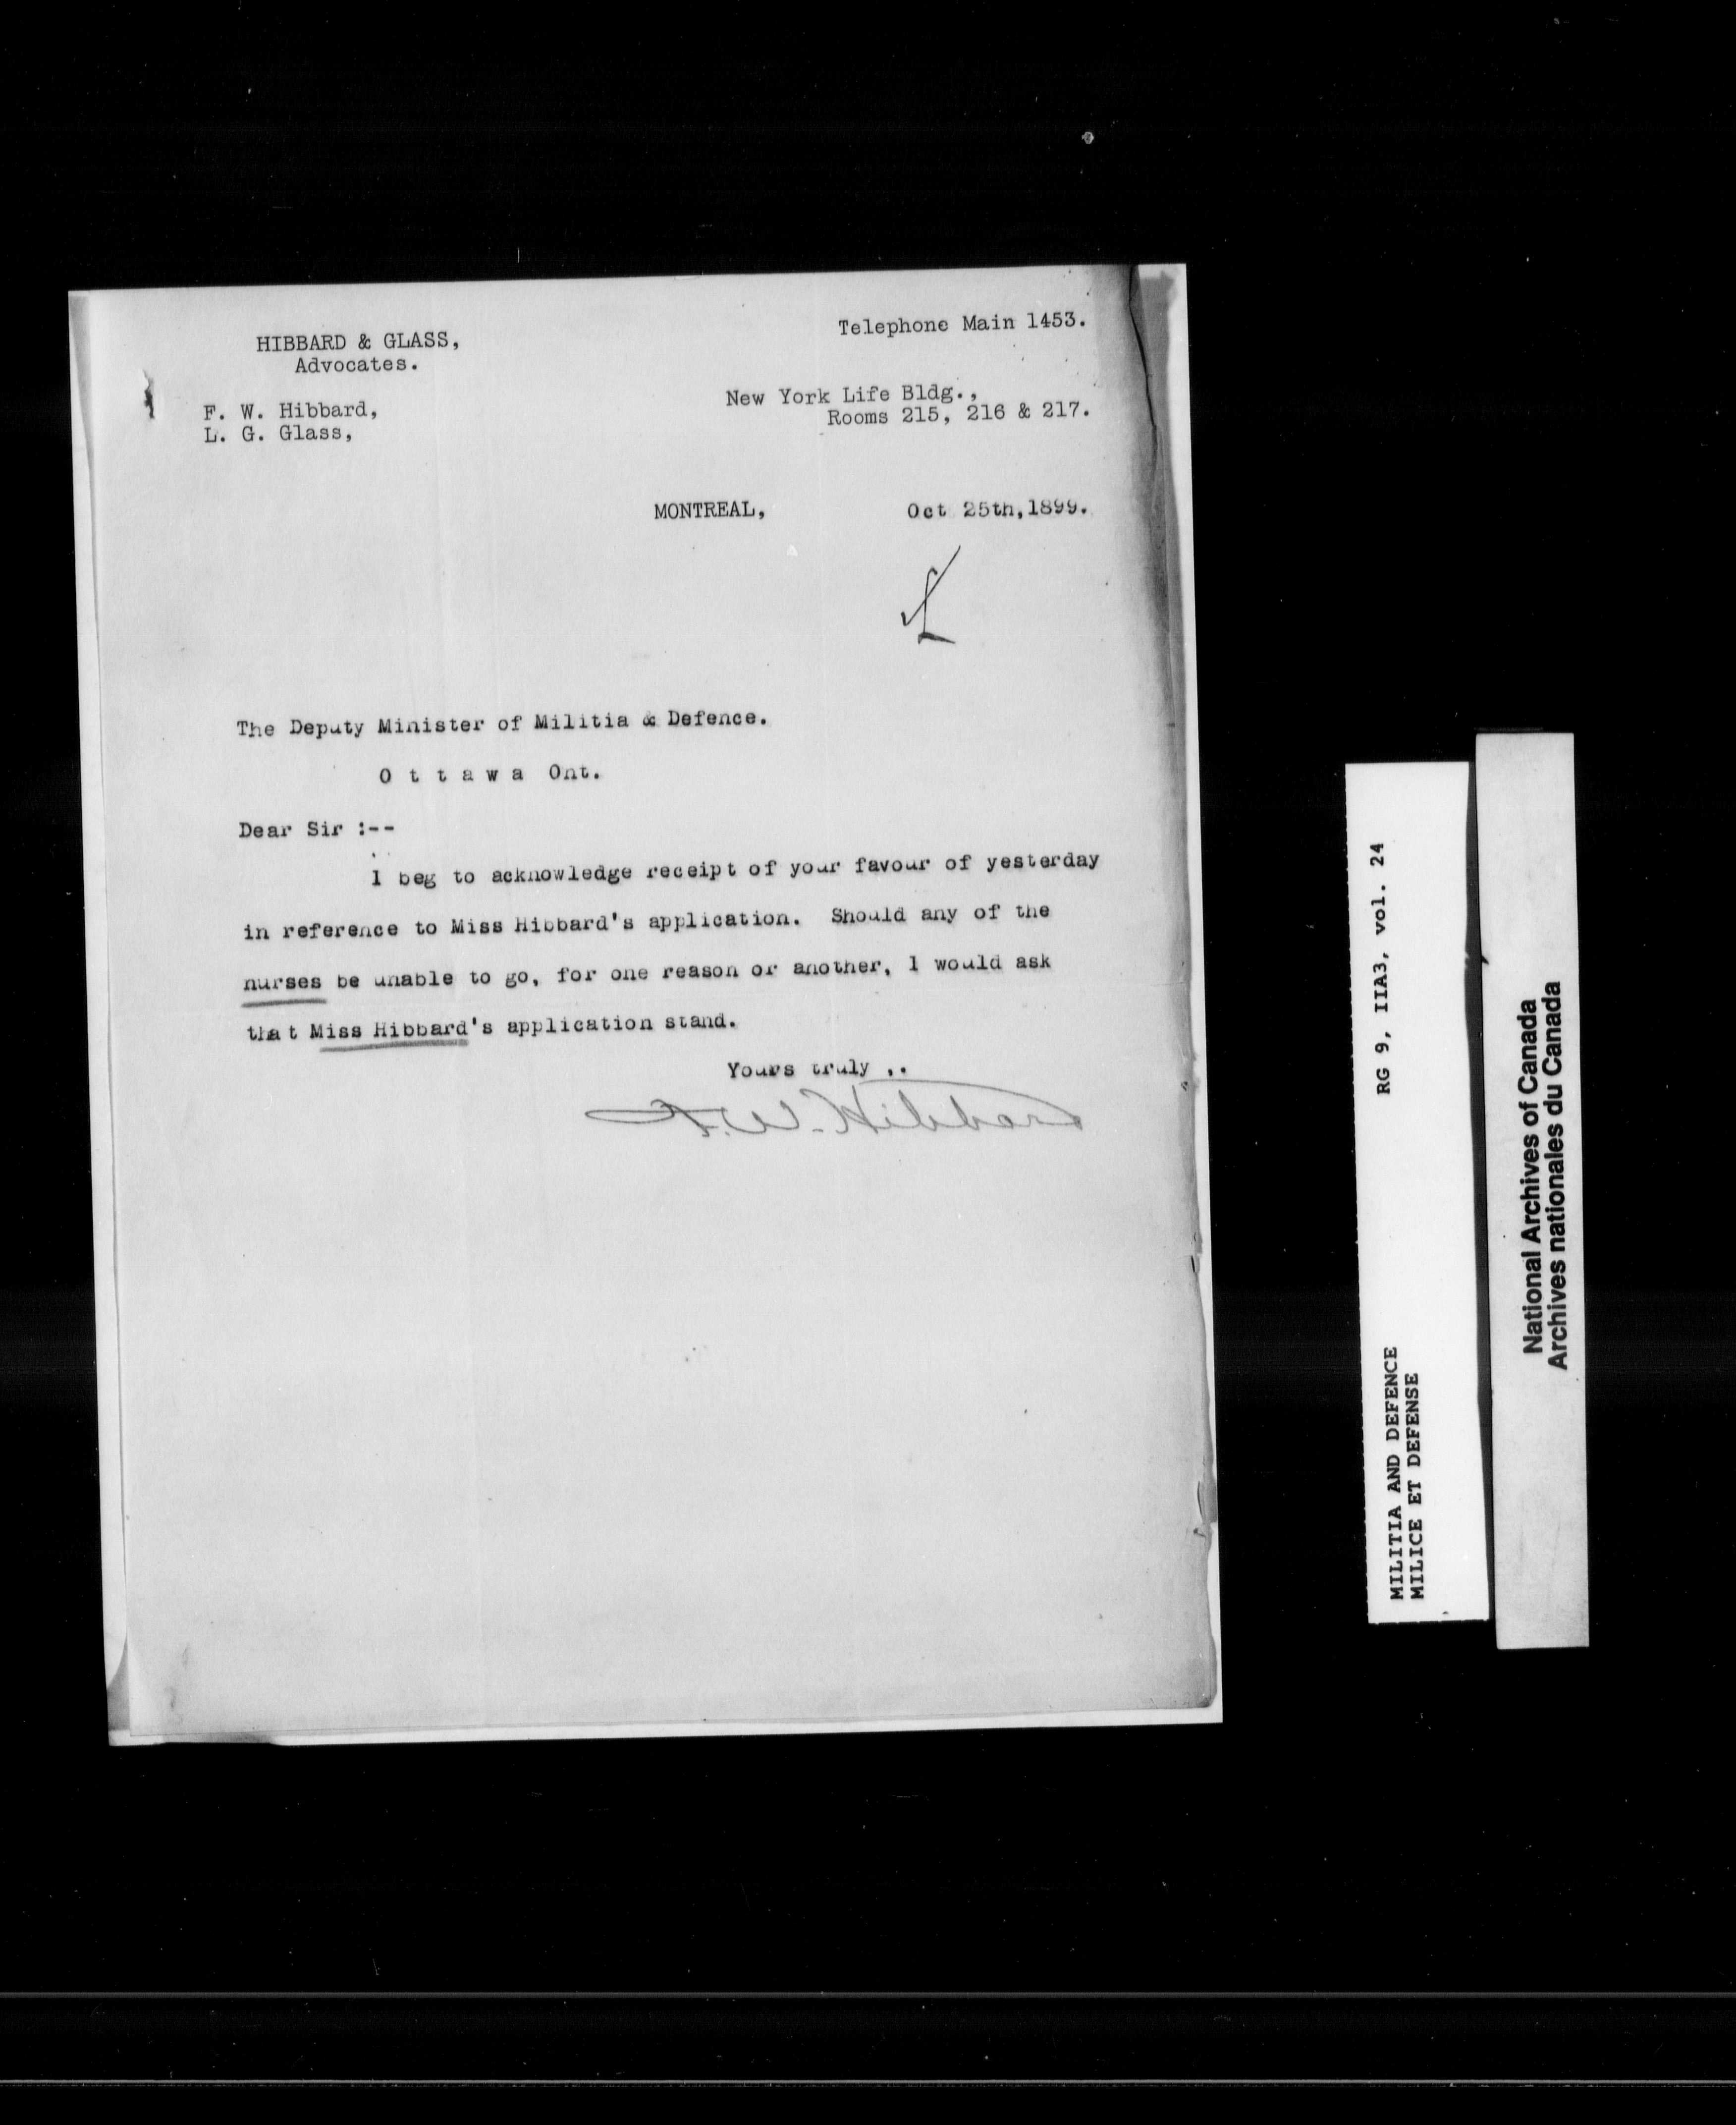 HIBBARD & GLASS,
Advocates.
Telephone Main 1453.
F. W. Hibbard,
L. G. Glass,
New York Life Bldg.,
Rooms 215, 216 & 217.
MONTREAL, Oct 25th, 1899.
The Deputy Minister of Militia & Defence.
O t t a w a Ont.
Dear Sir :--
I beg to acknowledge receipt of your favour of yesterday
in reference to Miss Hibbard's application. Should any of the
nurses be unable to go, for one reason or another, I would ask
that Miss Hibbard's application stand.
Yours truly ,.
F. W. Hibbard
MILITIA AND DEFENCE RG 9, IIA3, vol. 24
MILICE ET DEFENSE
National Archives of Canada
Archives nationales du Canada